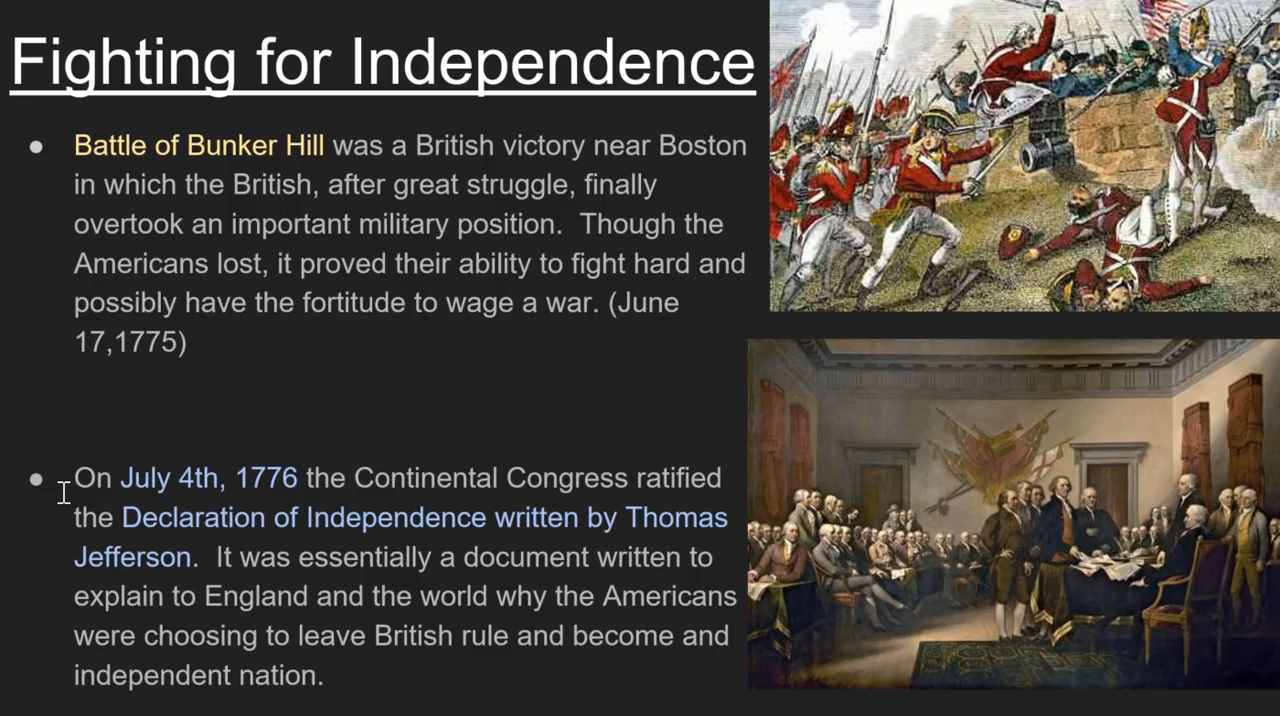 Fighting for Independence
● Battle of Bunker Hill was a British victory near Boston
in which the British, after great struggle, finally
overtook an important military position.  Though the
Americans lost, it proved their ability to fight hard and
possibly have the fortitude to wage a war. (June
17,1775)
● On July 4th, 1776 the Continental Congress ratified
the Declaration of Independence written by Thomas
Jefferson.  It was essentially a document written to
explain to England and the world why the Americans
were choosing to leave British rule and become and
independent nation.